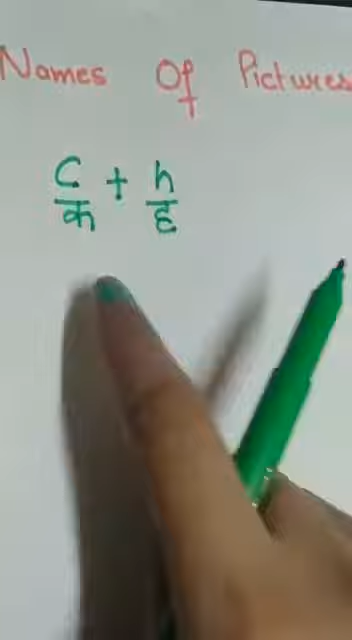 Names Of Pictures
C + h
क ह